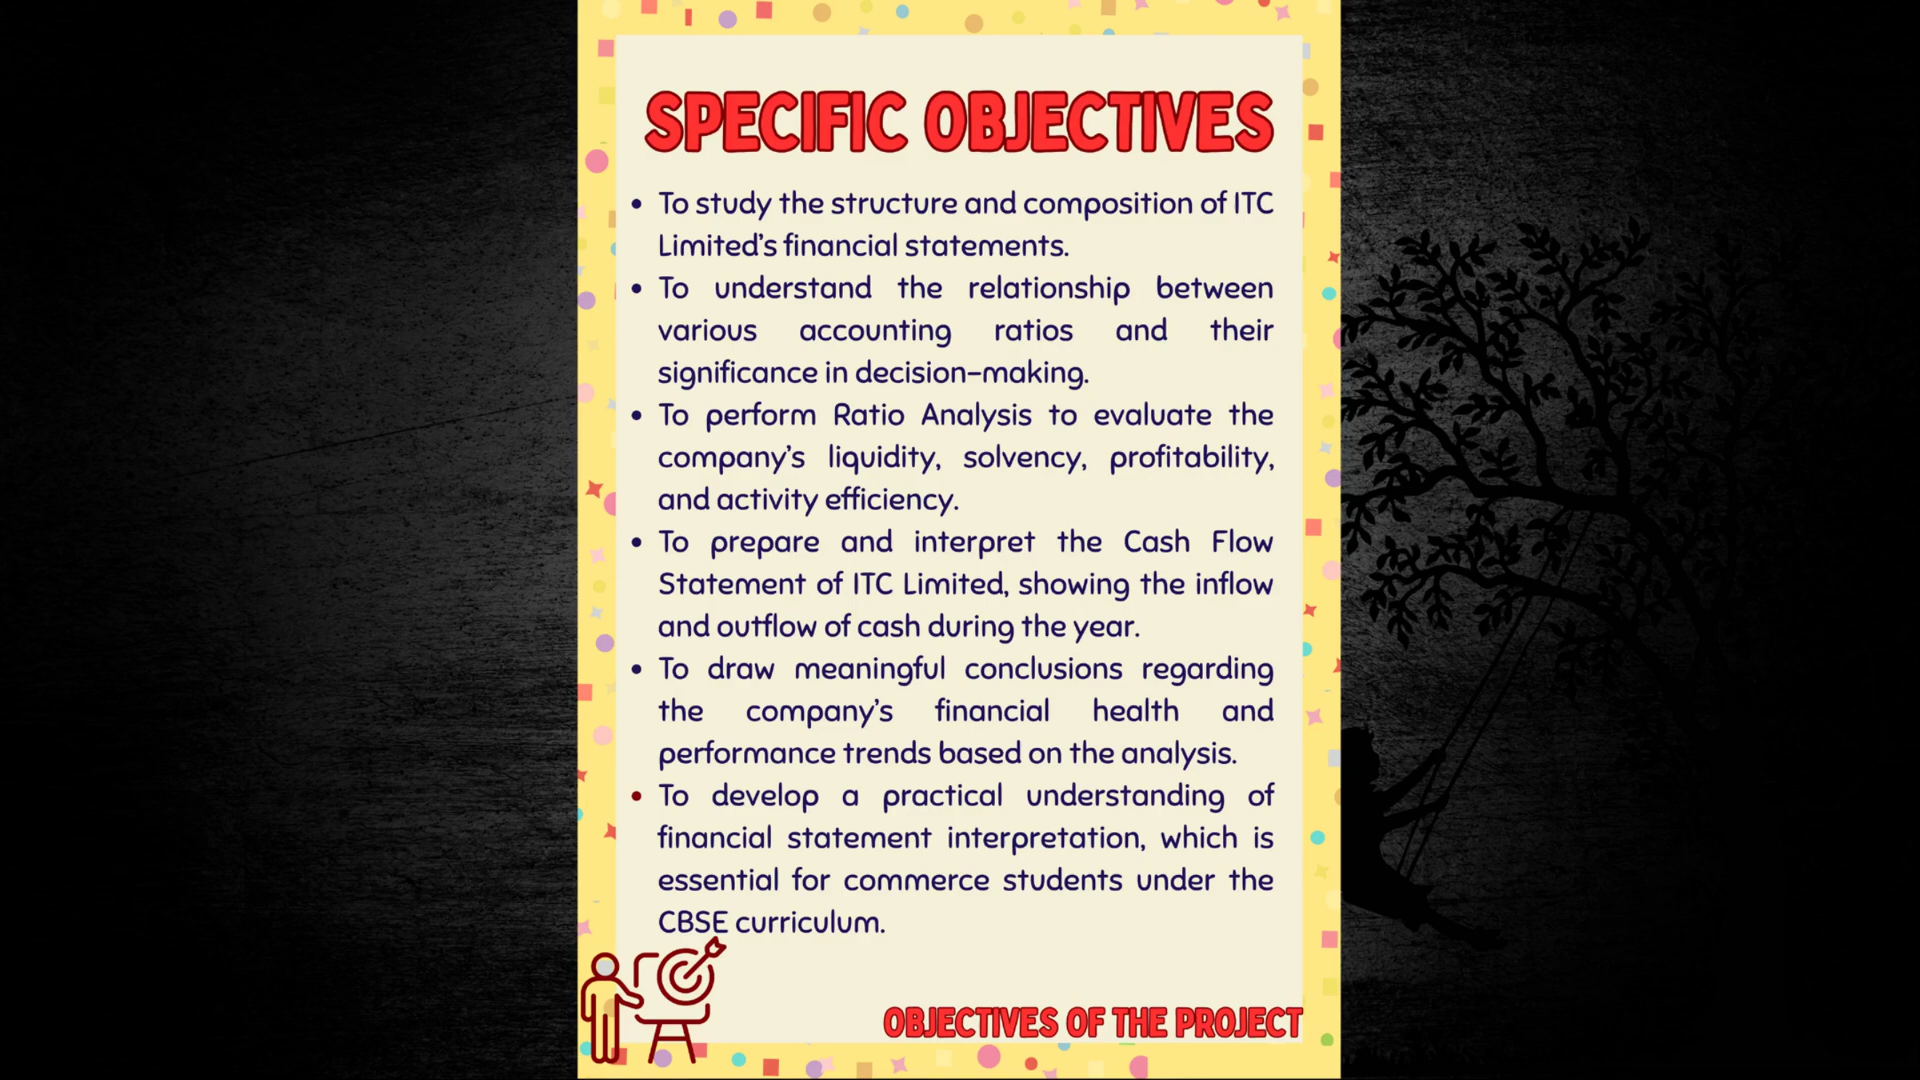 SPECIFIC OBJECTIVES
• To study the structure and composition of ITC
Limited’s financial statements.
• To understand the relationship between
various accounting ratios and their
significance in decision-making.
• To perform Ratio Analysis to evaluate the
company’s liquidity, solvency, profitability,
and activity efficiency.
• To prepare and interpret the Cash Flow
Statement of ITC Limited, showing the inflow
and outflow of cash during the year.
• To draw meaningful conclusions regarding
the company’s financial health and
performance trends based on the analysis.
• To develop a practical understanding of
financial statement interpretation, which is
essential for commerce students under the
CBSE curriculum.
OBJECTIVES OF THE PROJECT